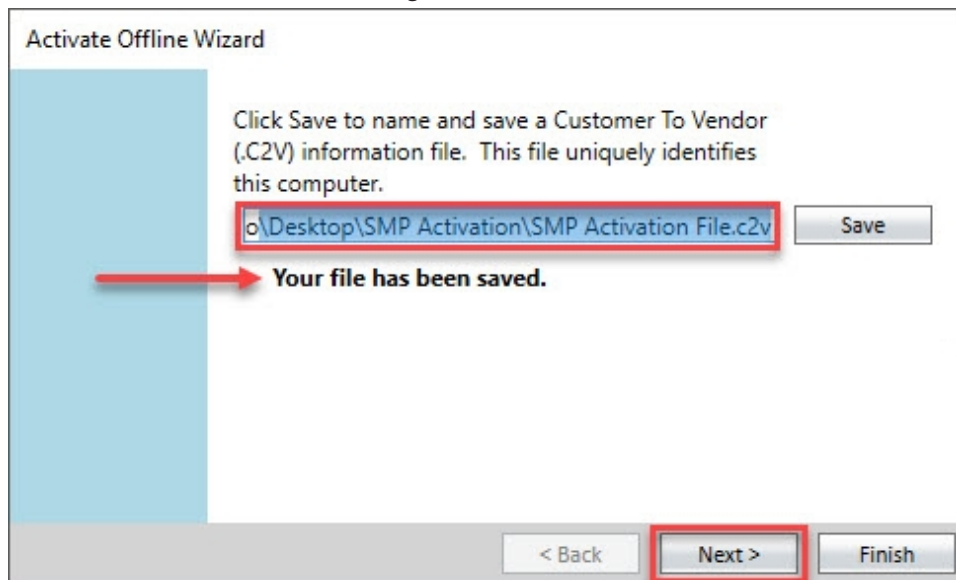 Activate Offline Wizard
Click Save to name and save a Customer To Vendor
(.C2V) information file.  This file uniquely identifies
this computer.
o\Desktop\SMP Activation\SMP Activation File.c2v
Save
Your file has been saved.
< Back
Next >
Finish